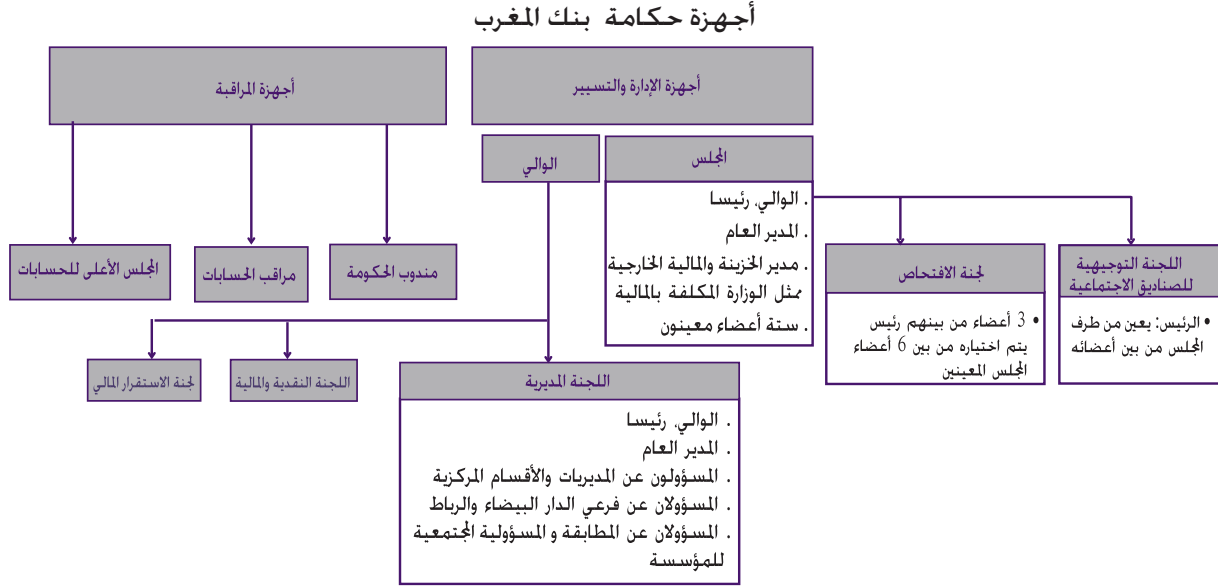 أجهزة حكامة بنك المغرب
أجهزة الإدارة والتسيير
أجهزة المراقبة
المجلس
. الوالي، رئيسا
. المدير العام
. مدير الخزينة والمالية الخارجية
ممثل الوزارة المكلفة بالمالية
. ستة أعضاء معينون
الوالي
اللجنة التوجيهية
للصناديق الاجتماعية
• الرئيس: يعين من طرف
المجلس من بين أعضائه
لجنة الافتحاص
• 3 أعضاء من بينهم رئيس
يتم اختياره من بين 6 أعضاء
المجلس المعينين
مندوب الحكومة
مراقب الحسابات
المجلس الأعلى للحسابات
اللجنة المديرية
. الوالي، رئيسا
. المدير العام
. المسؤولون عن المديريات والأقسام المركزية
. المسؤولان عن فرعي الدار البيضاء والرباط
. المسؤولان عن المطابقة و المسؤولية المجتمعية
للمؤسسة
اللجنة النقدية والمالية
لجنة الاستقرار المالي